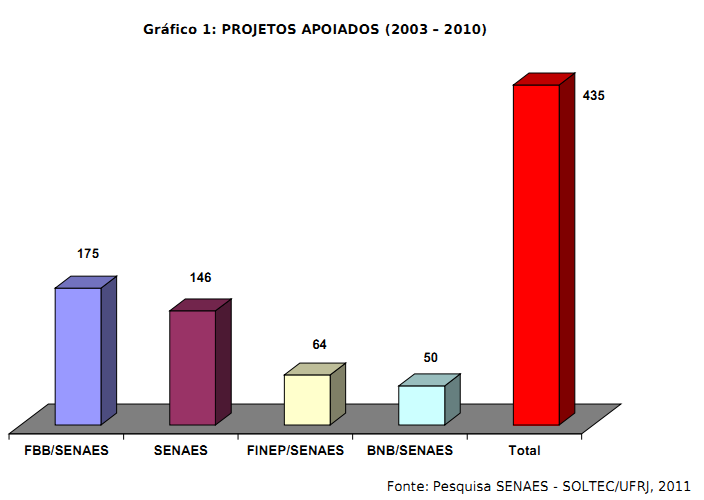 Gráfico 1: PROJETOS APOIADOS (2003 – 2010)
435
175
146
64
50
FBB/SENAES
SENAES
FINEP/SENAES
BNB/SENAES
Total
Fonte: Pesquisa SENAES - SOLTEC/UFRJ, 2011